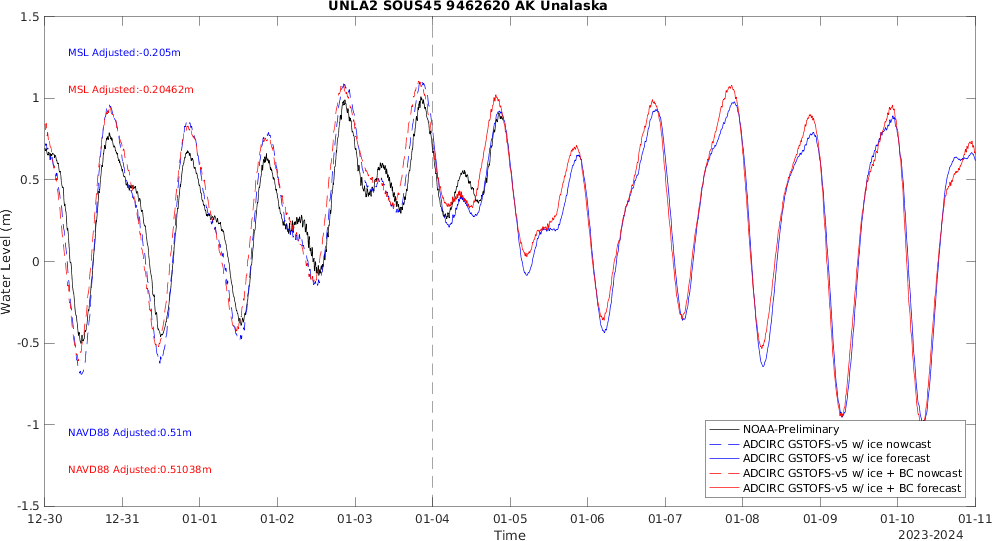 UNLA2 SOUS45 9462620 AK Unalaska
1.5
1
0.5
0
-0.5
-1
-1.5
Water Level (m)
MSL Adjusted:-0.205m
MSL Adjusted:-0.20462m
NAVD88 Adjusted:0.51m
NAVD88 Adjusted:0.51038m
NOAA-Preliminary
ADCIRC GSTOFS-v5 w/ ice nowcast
ADCIRC GSTOFS-v5 w/ ice forecast
ADCIRC GSTOFS-v5 w/ ice + BC nowcast
ADCIRC GSTOFS-v5 w/ ice + BC forecast
12-30 12-31 01-01 01-02 01-03 01-04 01-05 01-06 01-07 01-08 01-09 01-10 01-11
Time
2023-2024